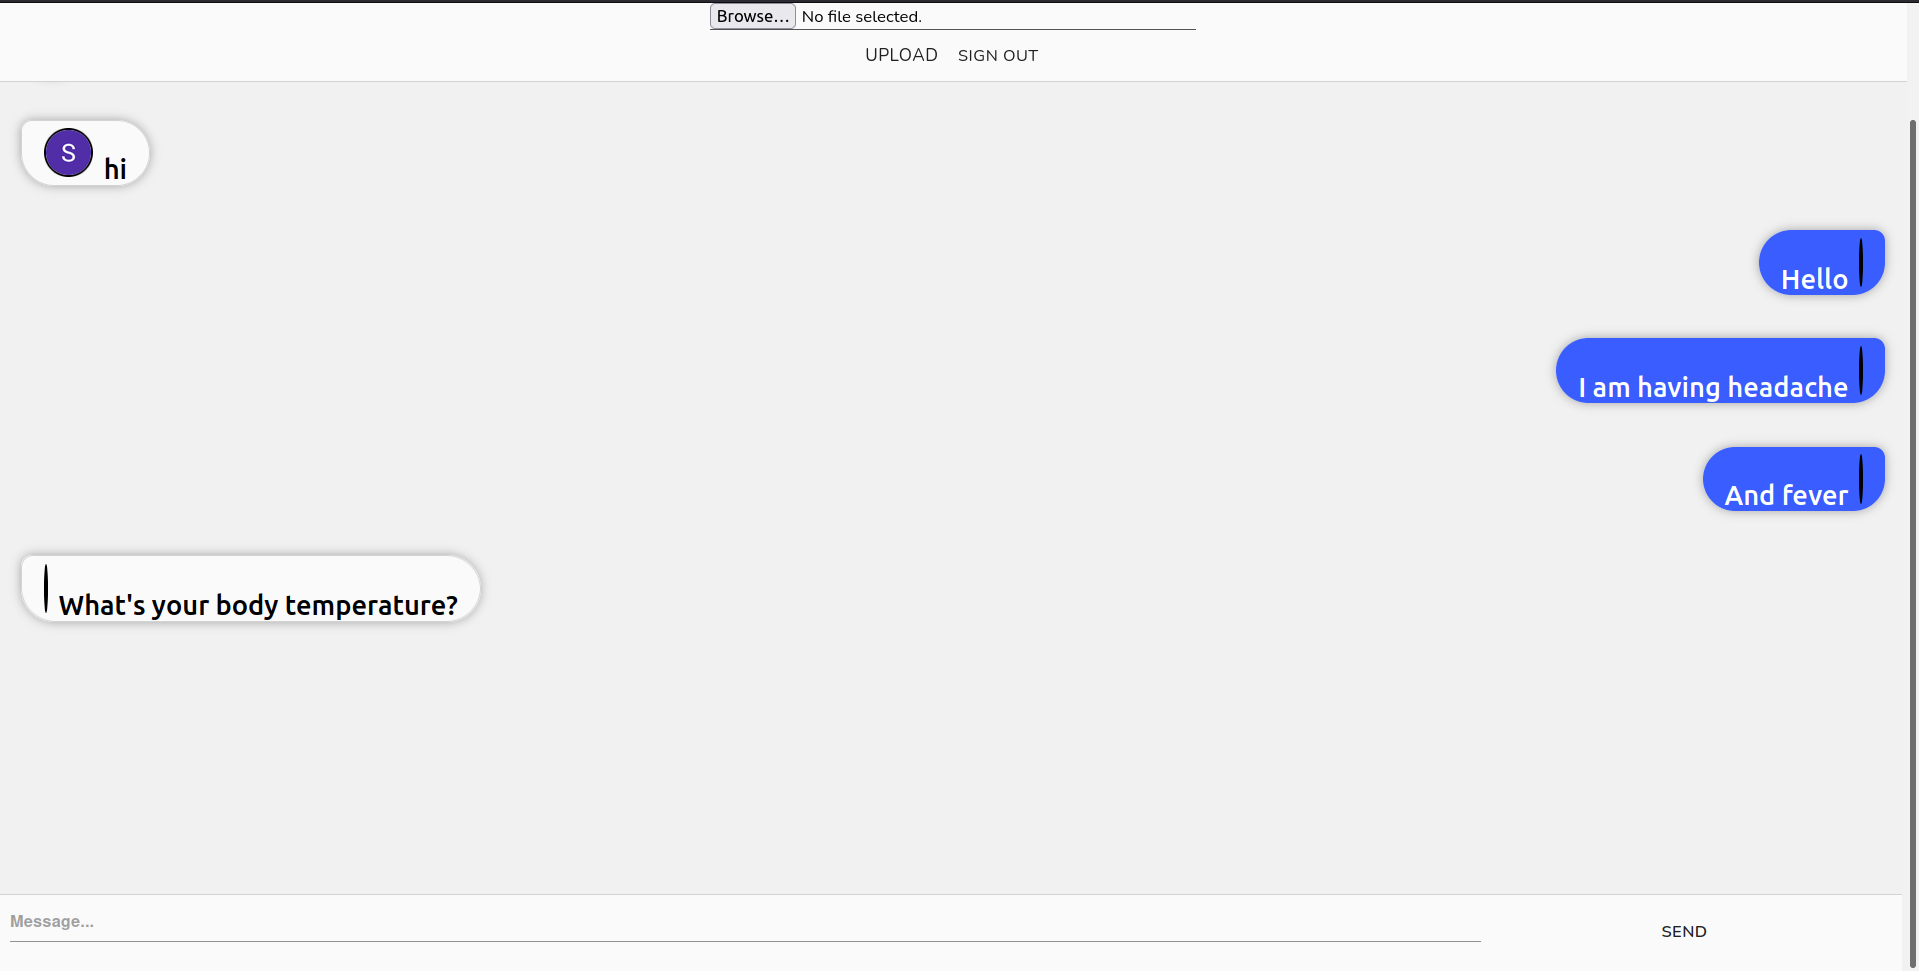 Browse... No file selected.
UPLOAD SIGN OUT
S hi
Hello
I am having headache
And fever
What's your body temperature?
Message...
SEND